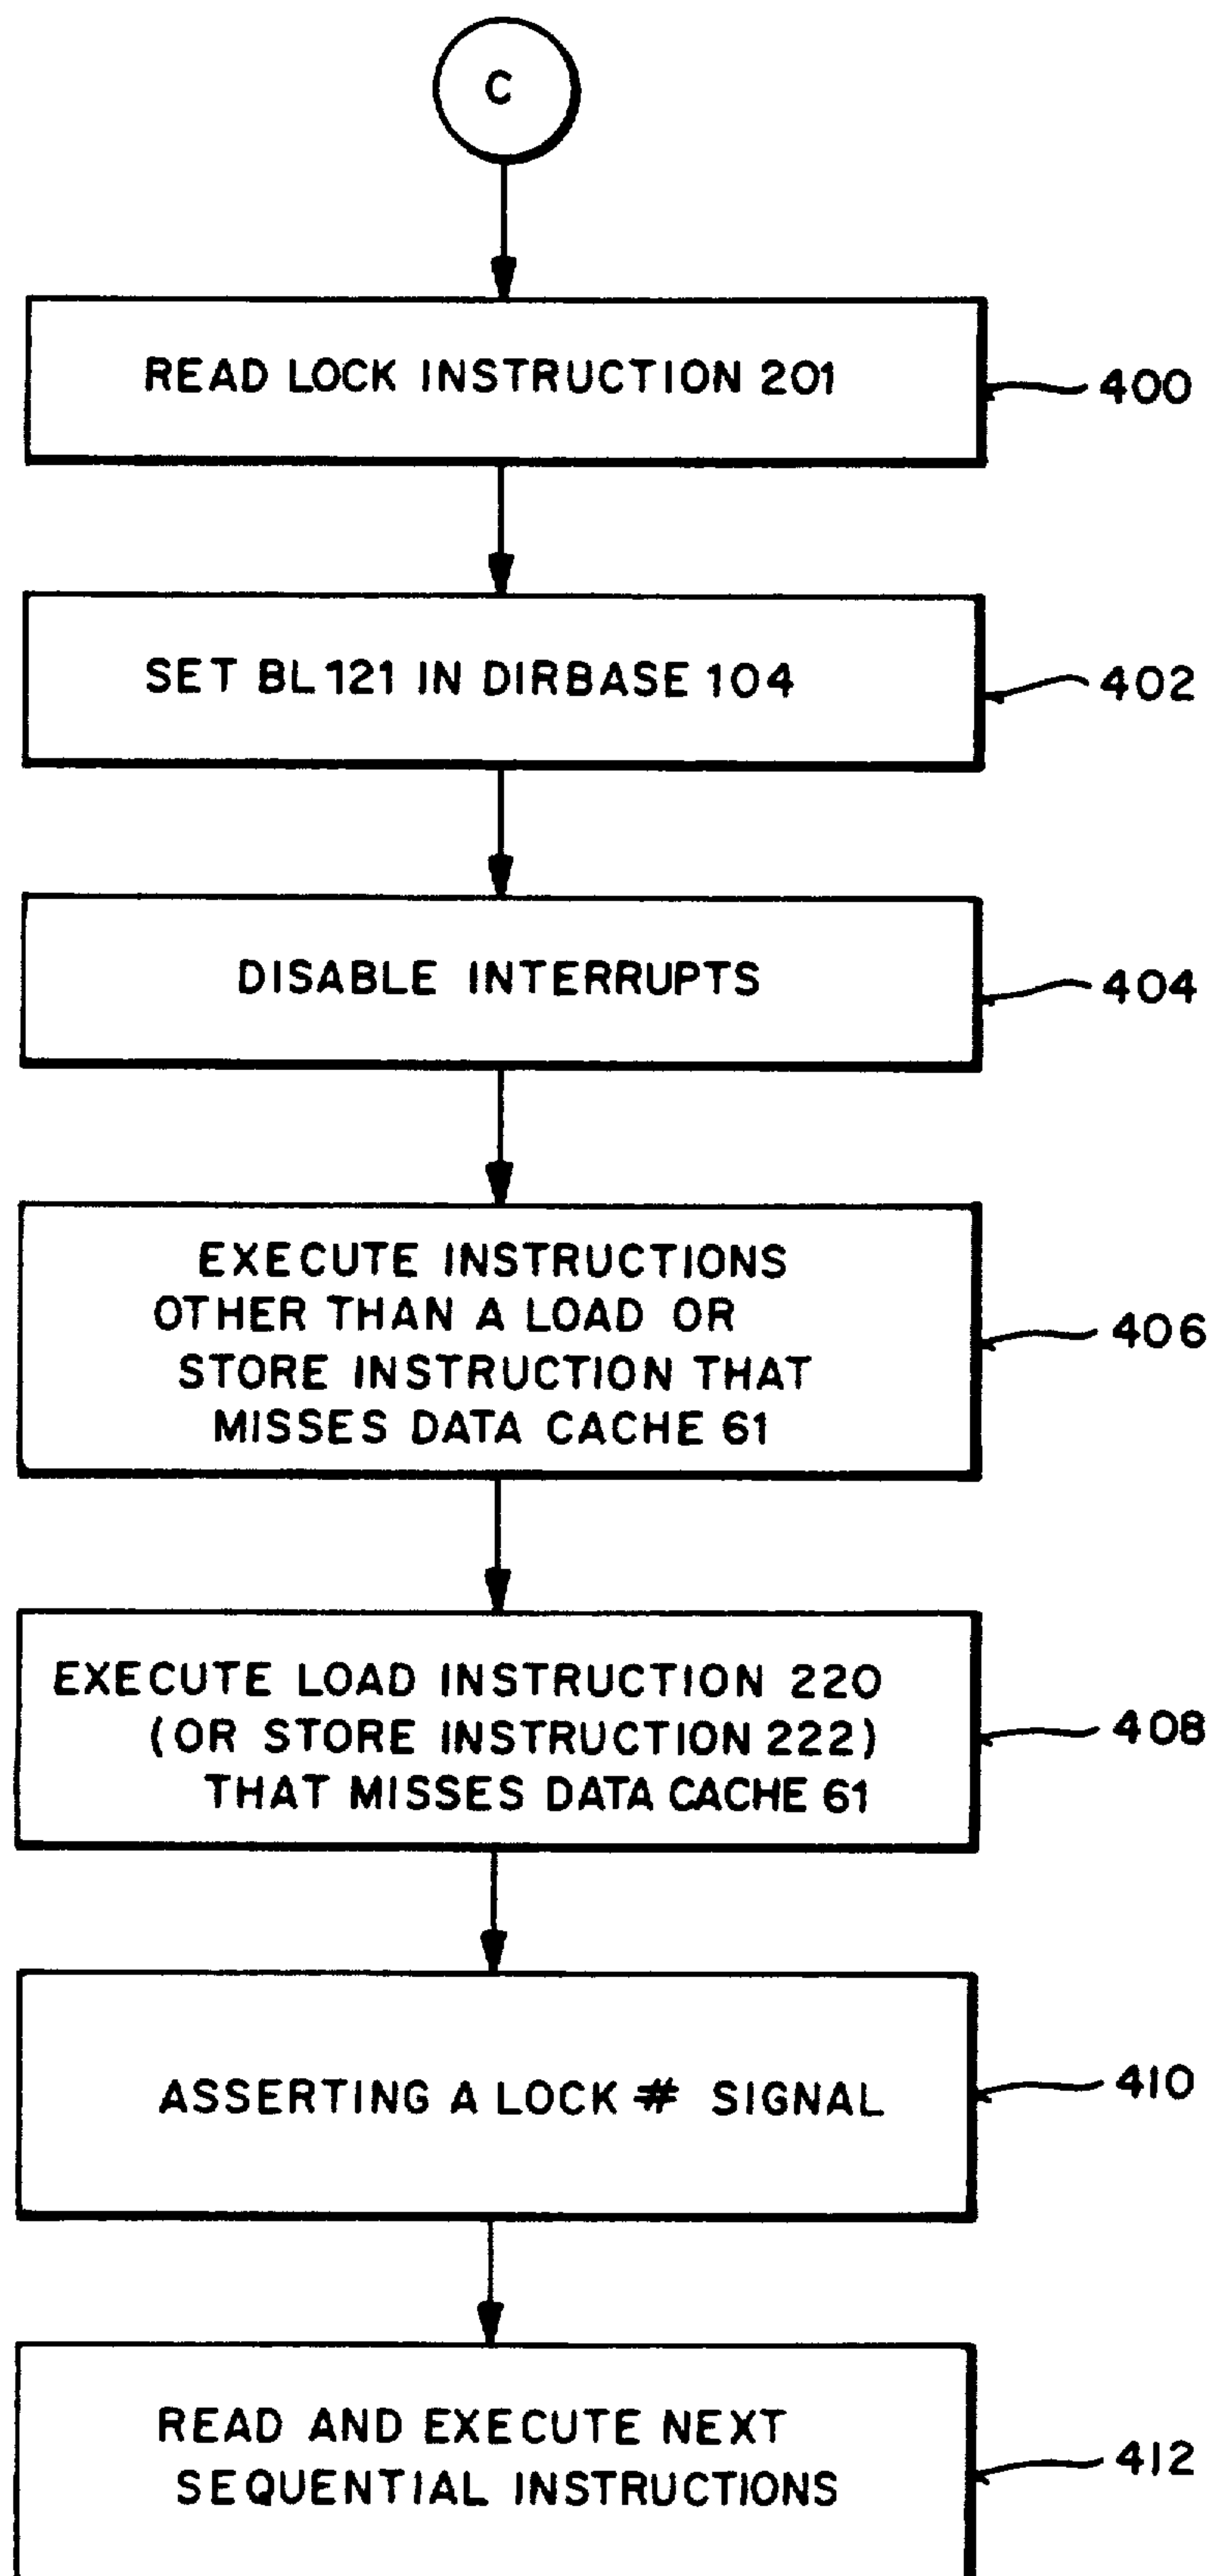 C
READ LOCK INSTRUCTION 201
400
SET BL 121 IN DIRBASE 104
402
DISABLE INTERRUPTS
404
EXECUTE INSTRUCTIONS
OTHER THAN A LOAD OR
STORE INSTRUCTION THAT
MISSES DATA CACHE 61
406
EXECUTE LOAD INSTRUCTION 220
(OR STORE INSTRUCTION 222)
THAT MISSES DATA CACHE 61
408
ASSERTING A LOCK # SIGNAL
410
READ AND EXECUTE NEXT
SEQUENTIAL INSTRUCTIONS
412